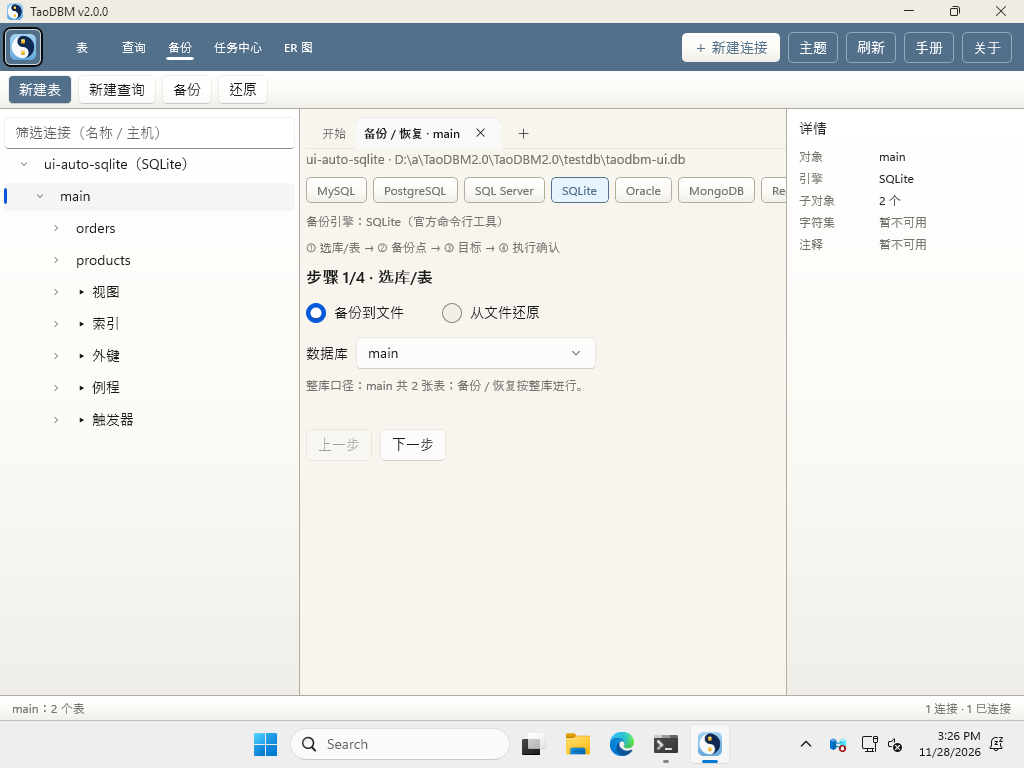 TaoDBM v2.0.0
表 查询 备份 任务中心 ER 图 + 新建连接 主题 刷新 手册 关于
新建表 新建查询 备份 还原
筛选连接（名称 / 主机）
ui-auto-sqlite（SQLite）
main
orders
products
视图
索引
外键
例程
触发器
开始 备份 / 恢复 · main
ui-auto-sqlite · D:\a\TaoDBM2.0\TaoDBM2.0\testdb\taodbm-ui.db
MySQL PostgreSQL SQL Server SQLite Oracle MongoDB Re
备份引擎：SQLite（官方命令行工具）
① 选库/表 → ② 备份点 → ③ 目标 → ④ 执行确认
步骤 1/4 · 选库/表
备份到文件 从文件还原
数据库 main
整库口径：main 共 2 张表；备份 / 恢复按整库进行。
上一步 下一步
详情
对象 main
引擎 SQLite
子对象 2 个
字符集 暂不可用
注释 暂不可用
main：2 个表
1 连接 · 1 已连接
Search
3:26 PM
11/28/2026